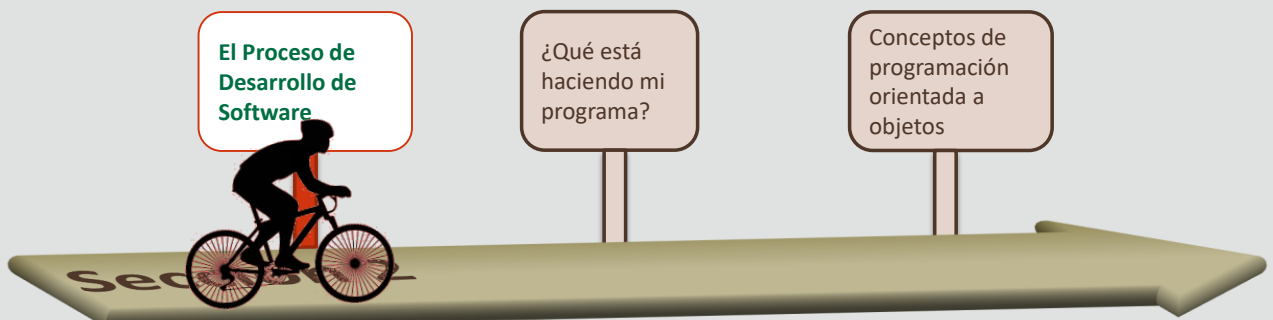 El Proceso de
Desarrollo de
Software
¿Qué está
haciendo mi
programa?
Conceptos de
programación
orientada a
objetos